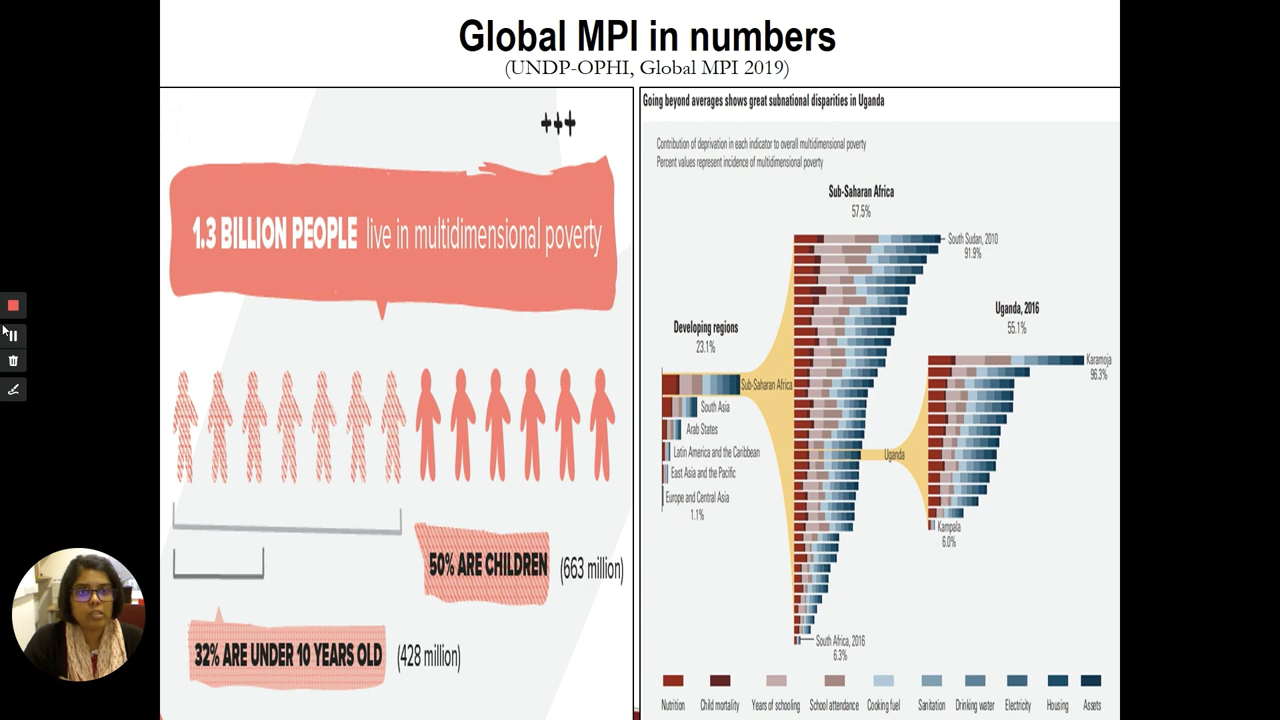 Global MPI in numbers
(UNDP-OPHI, Global MPI 2019)
1.3 BILLION PEOPLE live in multidimensional poverty
50% ARE CHILDREN (663 million)
32% ARE UNDER 10 YEARS OLD (428 million)
Going beyond averages shows great subnational disparities in Uganda
Contribution of deprivation in each indicator to overall multidimensional poverty
Percent values represent incidence of multidimensional poverty
Developing regions
23.1%
Sub-Saharan Africa
South Asia
Arab States
Latin America and the Caribbean
East Asia and the Pacific
Europe and Central Asia
1.1%
Sub-Saharan Africa
57.5%
South Sudan, 2010
91.9%
Uganda
South Africa, 2016
6.3%
Uganda, 2016
55.1%
Karamoja
96.3%
Kampala
6.0%
Nutrition
Child mortality
Years of schooling
School attendance
Cooking fuel
Sanitation
Drinking water
Electricity
Housing
Assets